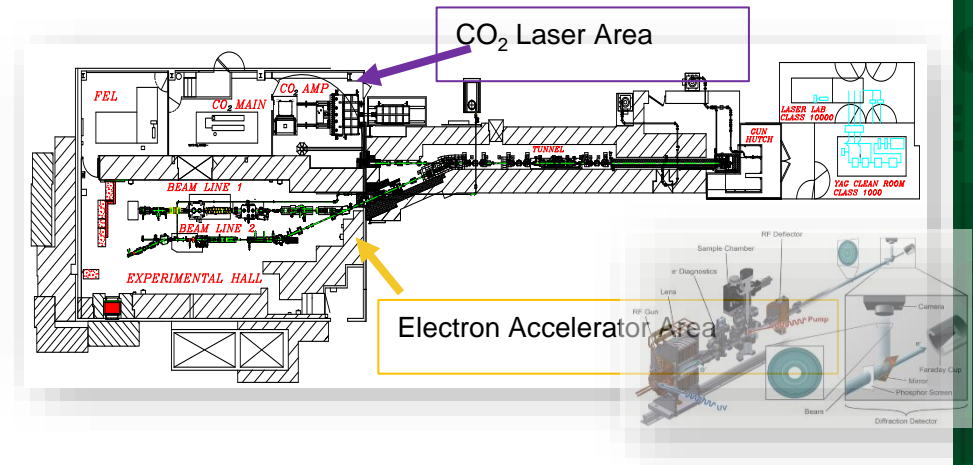 CO₂ Laser Area
FEL
CO₂ MAIN
CO₂ AMP
TUNNEL
GUN
HUTCH
LASER LAB
CLASS 10000
YAG CLEAN ROOM
CLASS 1000
BEAM LINE 1
BEAM LINE 2
EXPERIMENTAL HALL
Electron Accelerator Area
RF Deflector
Sample Chamber
e⁻ Diagnostics
Lens
RF Gun
Pump
e⁻
UV
Beam
Camera
e⁻
Faraday Cup
Mirror
Phosphor Screen
Diffraction Detector